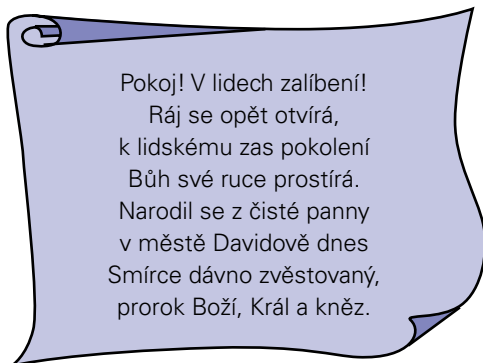 Pokoj! V lidech zalíbení!
Ráj se opět otvírá,
k lidskému zas pokolení
Bůh své ruce prostírá.
Narodil se z čisté panny
v městě Davidově dnes
Smírce dávno zvěstovaný,
prorok Boží, Král a kněz.